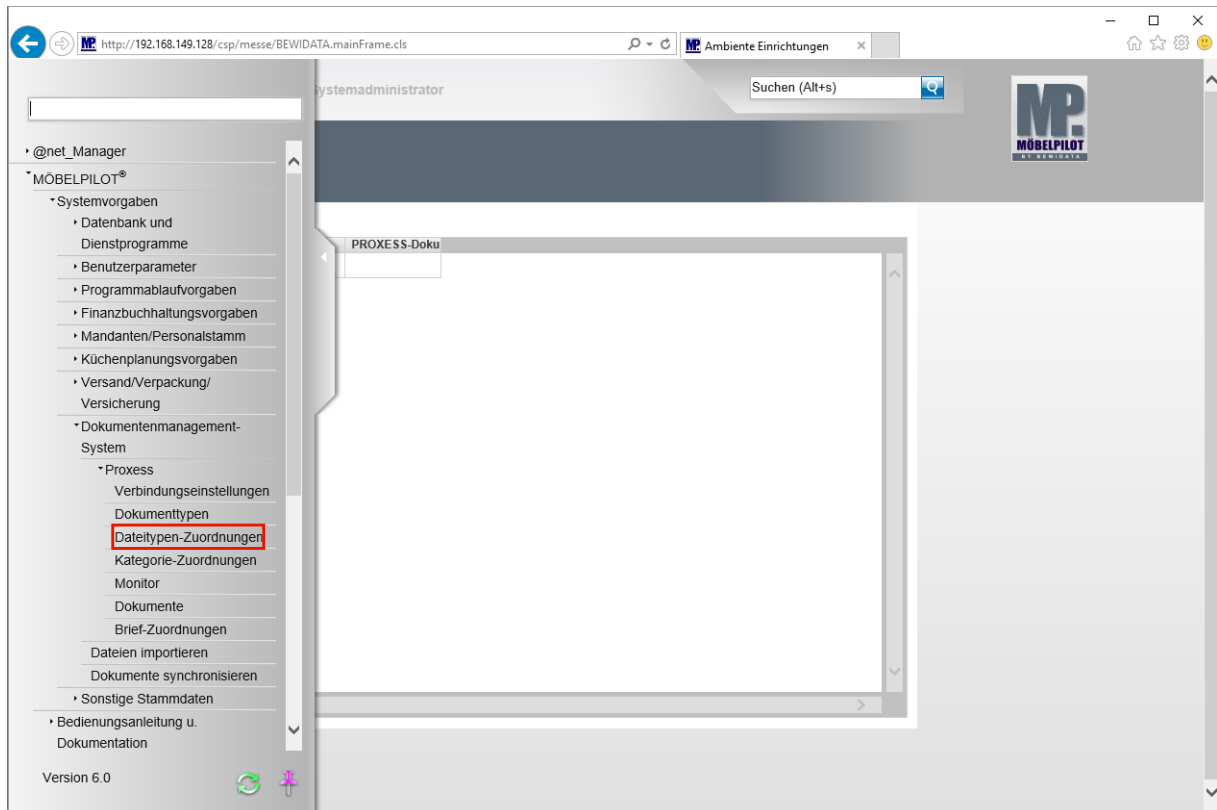 http://192.168.149.128/csp/messe/BEWIDATA.mainFrame.cls
Ambiente Einrichtungen
Systemadministrator
Suchen (Alt+s)
MP.
MÖBELPILOT
BY BEWIDATA
@net_Manager
MÖBELPILOT®
Systemvorgaben
Datenbank und
Dienstprogramme
Benutzerparameter
Programmablaufvorgaben
Finanzbuchhaltungsvorgaben
Mandanten/Personalstamm
Küchenplanungsvorgaben
Versand/Verpackung/
Versicherung
Dokumentenmanagement-
System
Proxess
Verbindungseinstellungen
Dokumenttypen
Dateitypen-Zuordnungen
Kategorie-Zuordnungen
Monitor
Dokumente
Brief-Zuordnungen
Dateien importieren
Dokumente synchronisieren
Sonstige Stammdaten
Bedienungsanleitung u.
Dokumentation
Version 6.0
PROXESS-Doku